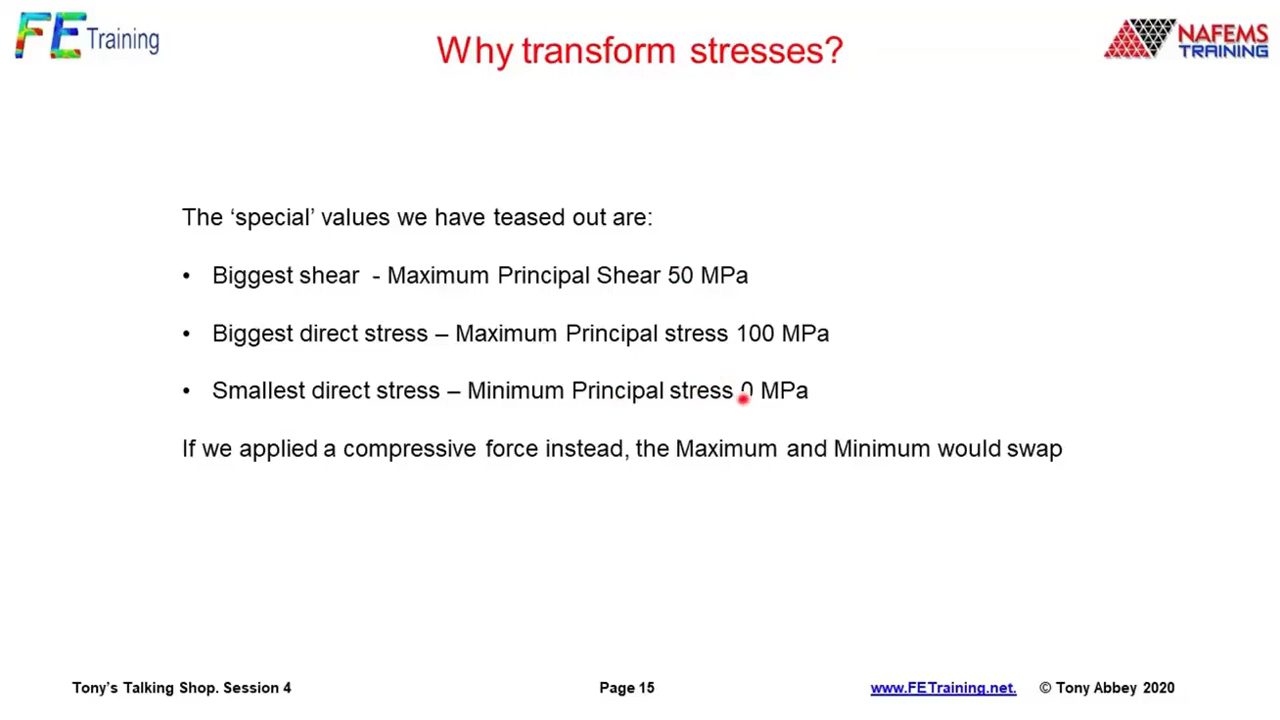 FE Training
Why transform stresses?
NAFEMS
TRAINING
The ‘special’ values we have teased out are:
• Biggest shear - Maximum Principal Shear 50 MPa
• Biggest direct stress – Maximum Principal stress 100 MPa
• Smallest direct stress – Minimum Principal stress 0 MPa
If we applied a compressive force instead, the Maximum and Minimum would swap
Tony’s Talking Shop. Session 4
Page 15
www.FETraining.net. © Tony Abbey 2020